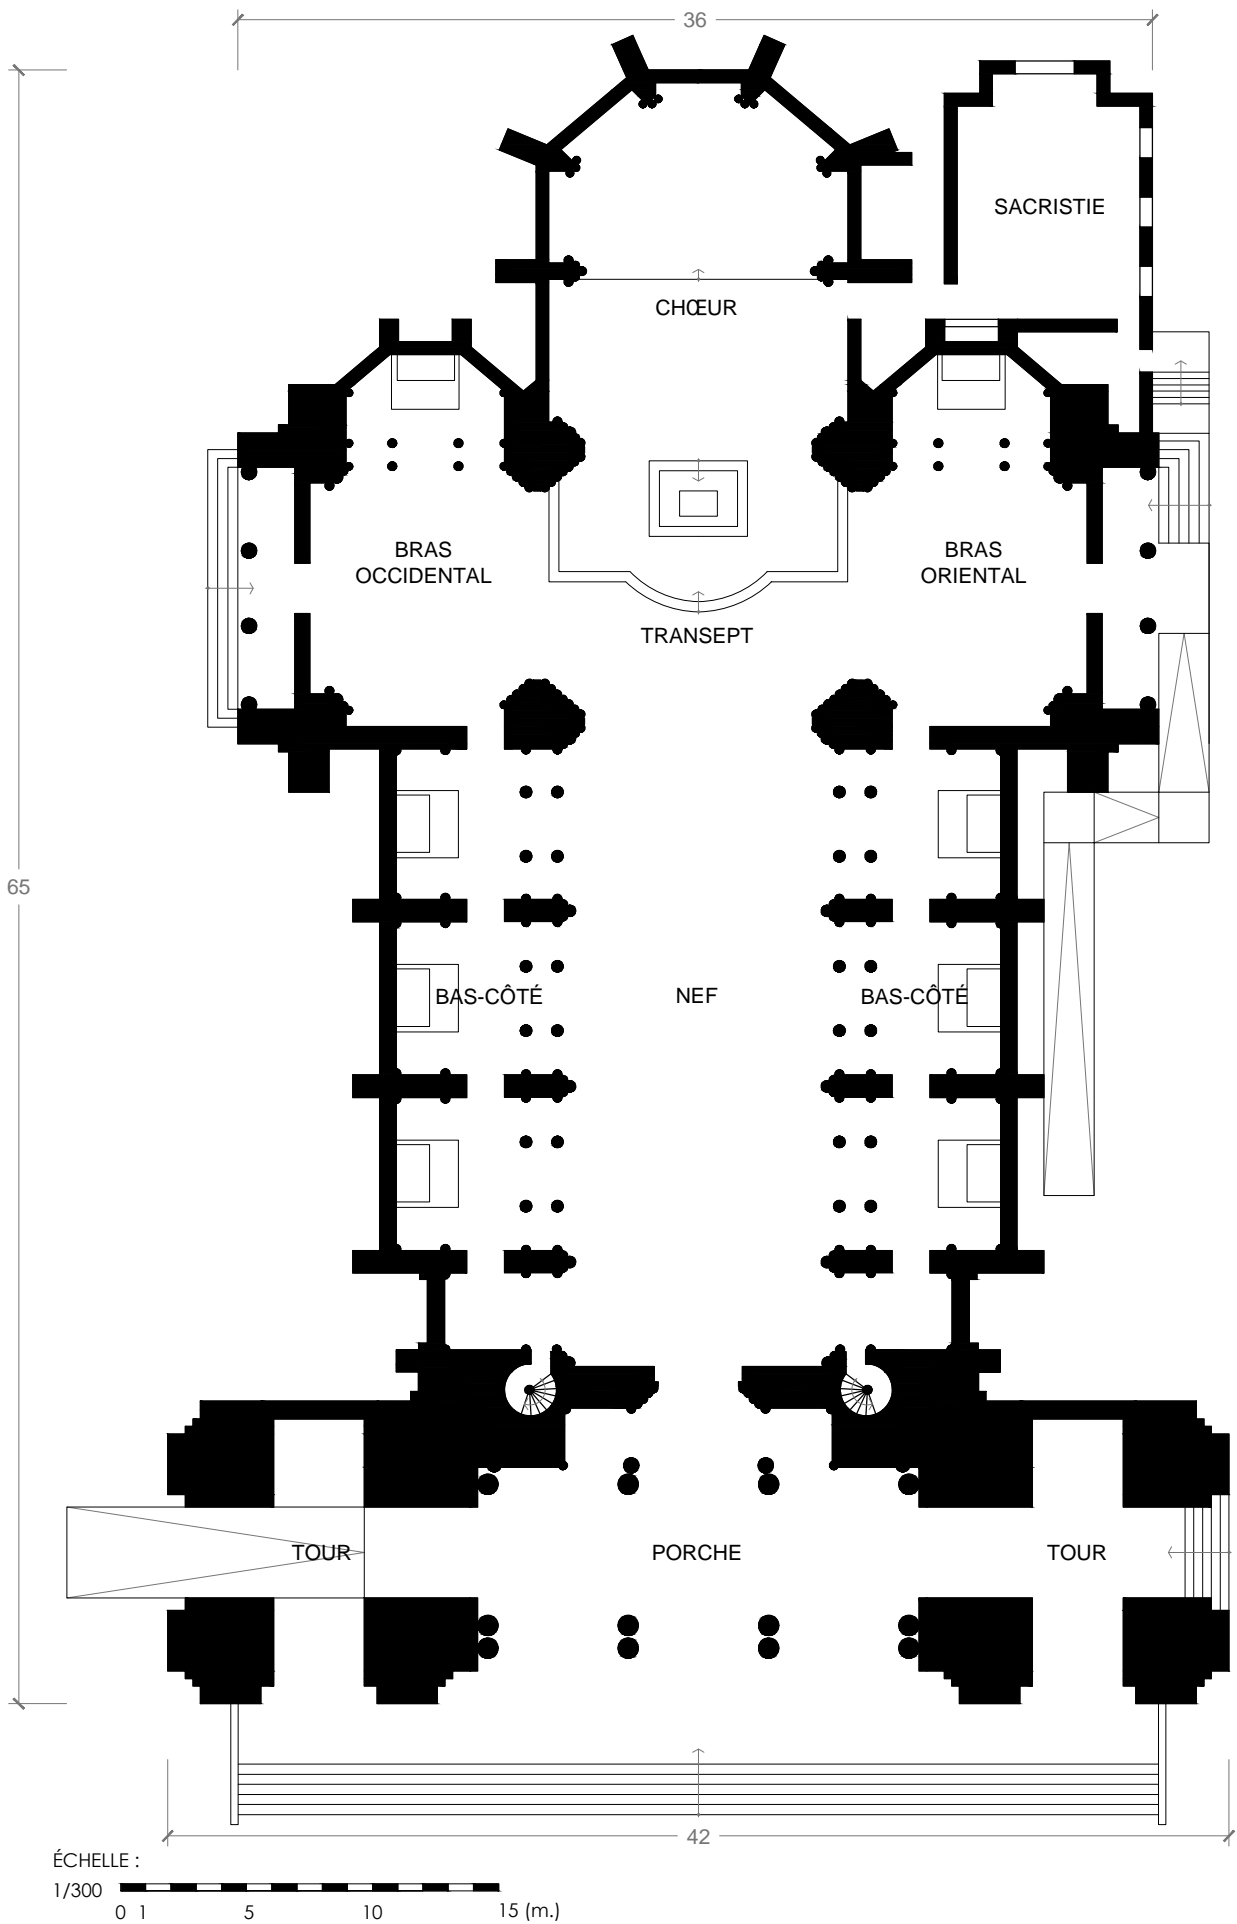 36
SACRISTIE
CHŒUR
BRAS
OCCIDENTAL
BRAS
ORIENTAL
TRANSEPT
65
BAS-CÔTÉ
NEF
BAS-CÔTÉ
TOUR
PORCHE
TOUR
42
ÉCHELLE :
1/300
0 1 5 10 15 (m.)